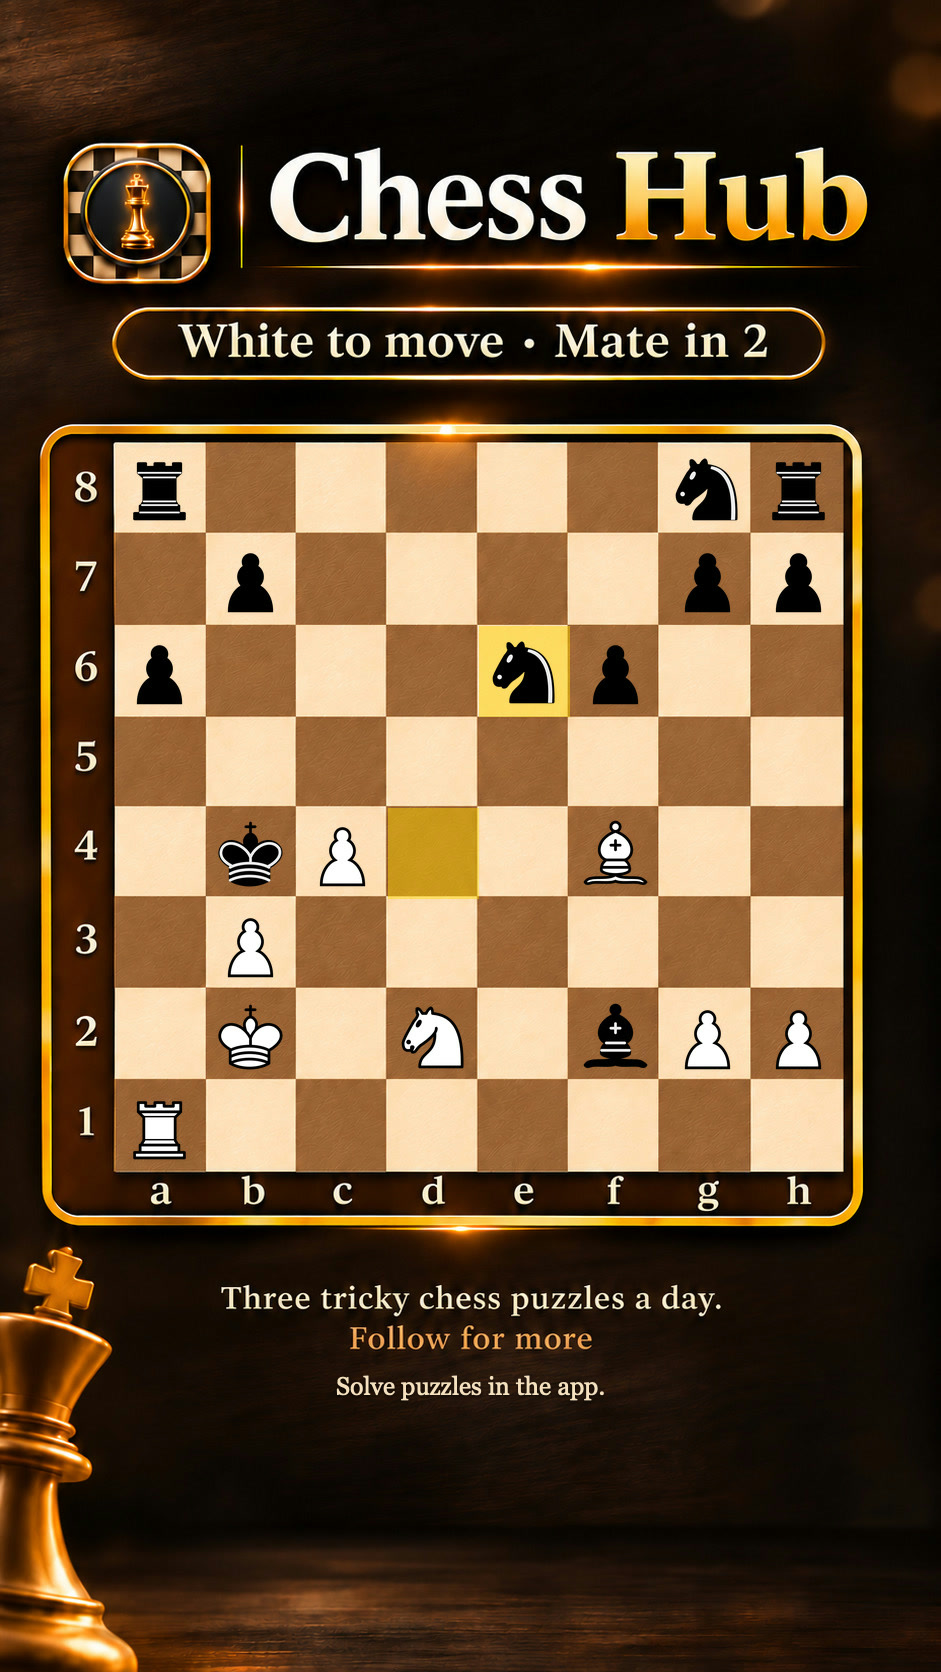 Chess Hub
White to move • Mate in 2
8
7
6
5
4
3
2
1
a b c d e f g h
Three tricky chess puzzles a day.
Follow for more
Solve puzzles in the app.